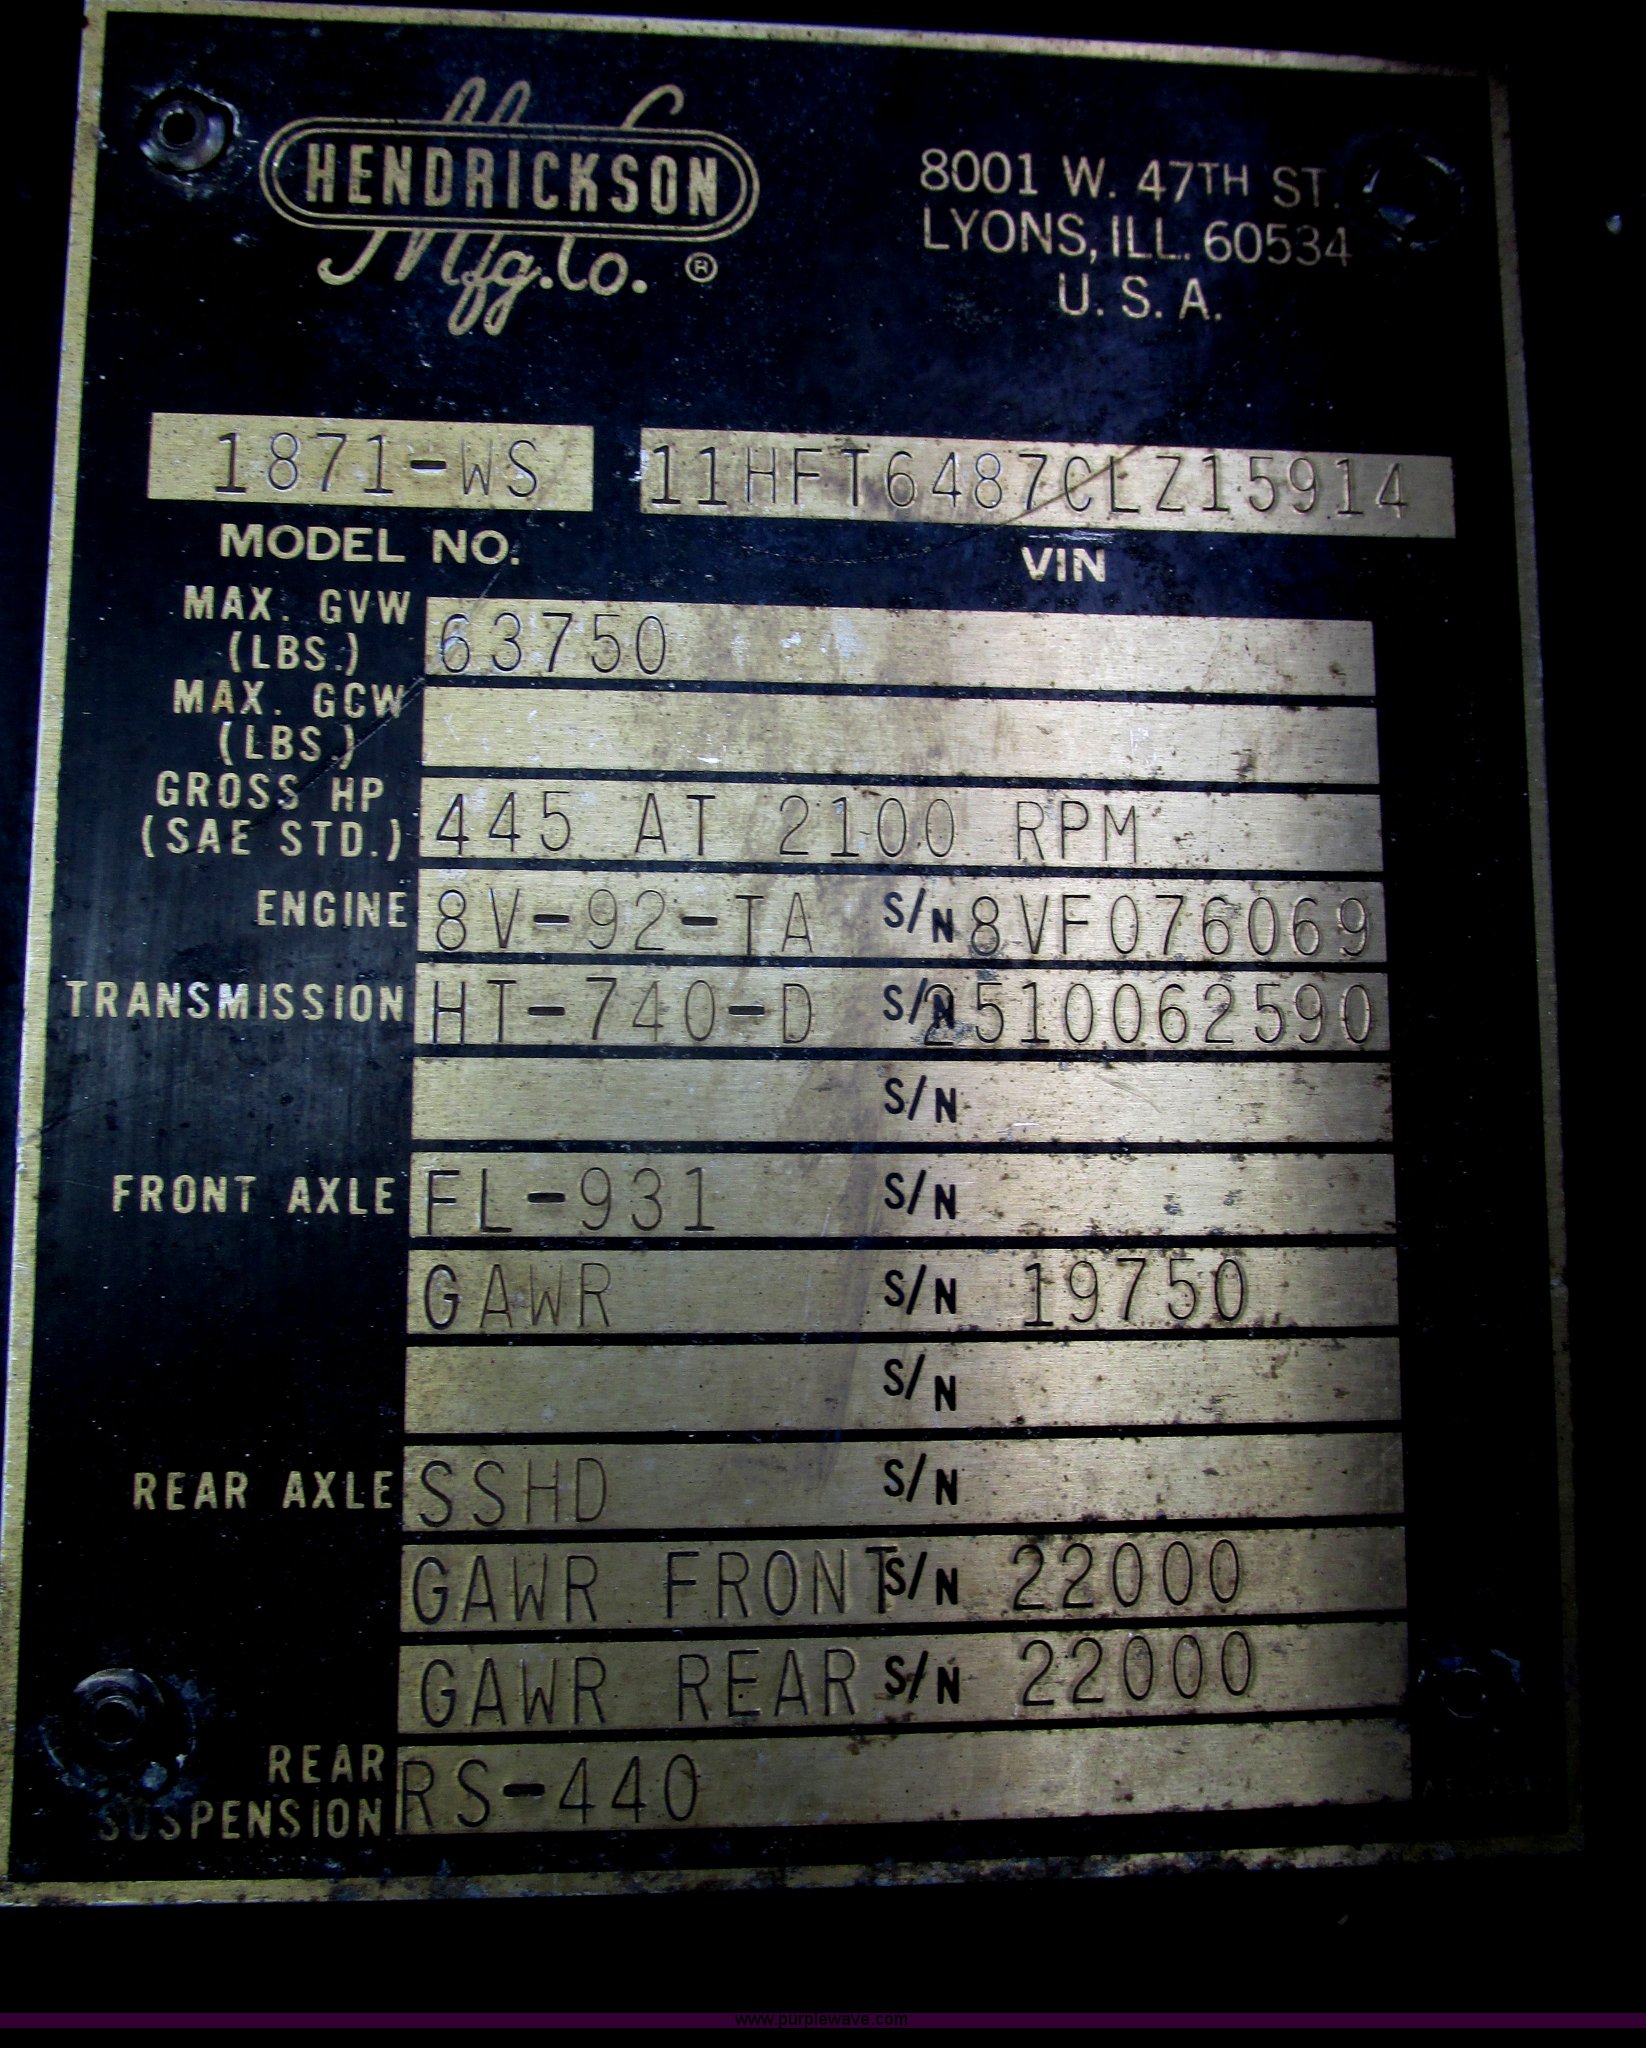 HENDRICKSON
Mfg. Co. ®
8001 W. 47TH ST.
LYONS, ILL. 60534
U. S. A.
1871-WS 11HFT6487CLZ15914
MODEL NO. VIN
MAX. GVW (LBS.) 63750
MAX. GCW (LBS.)
GROSS HP (SAE STD.) 445 AT 2100 RPM
ENGINE 8V-92-TA S/N 8VF076069
TRANSMISSION HT-740-D S/N 2510062590
S/N
FRONT AXLE FL-931 S/N
GAWR S/N 19750
S/N
REAR AXLE SSHD S/N
GAWR FRONT S/N 22000
GAWR REAR S/N 22000
REAR SUSPENSION RS-440
www.purplewave.com